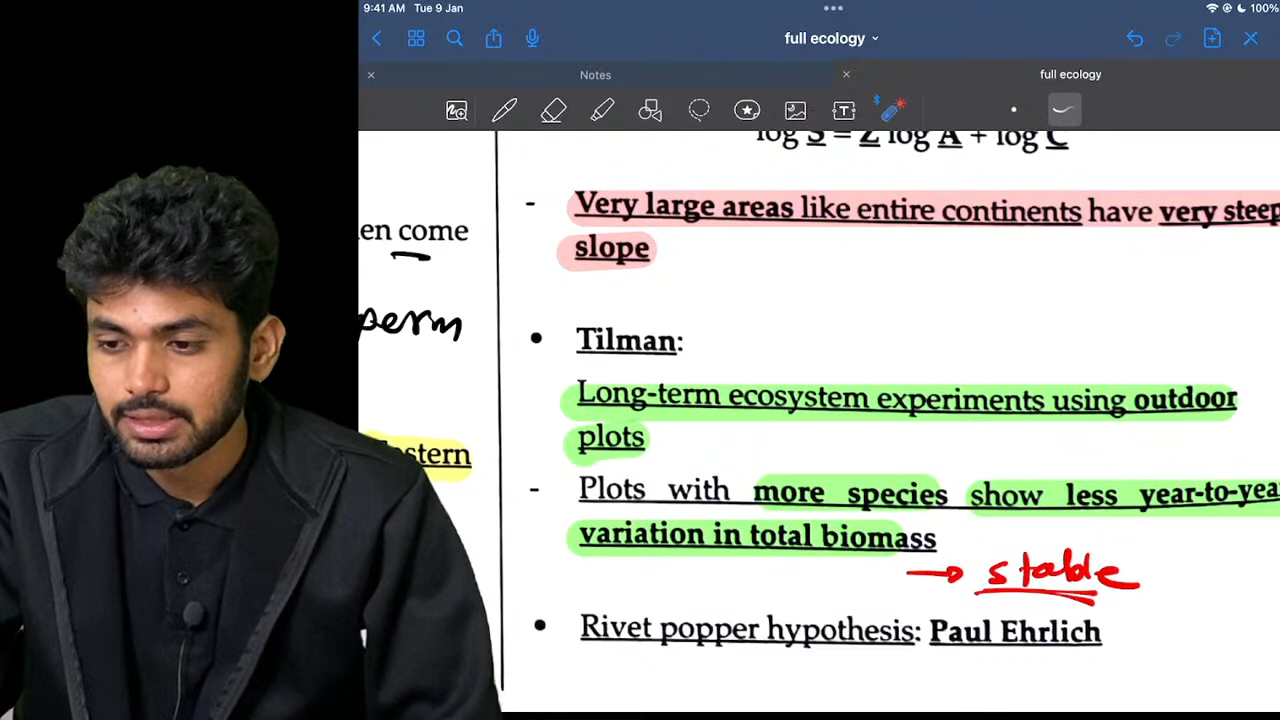 9:41 AM Tue 9 Jan
100%
full ecology
Notes
full ecology
log S = Z log A + log C
- Very large areas like entire continents have very steep
slope
en come
perm
stern
• Tilman:
Long-term ecosystem experiments using outdoor
plots
- Plots with more species show less year-to-yea
variation in total biomass
→ stable
• Rivet popper hypothesis: Paul Ehrlich